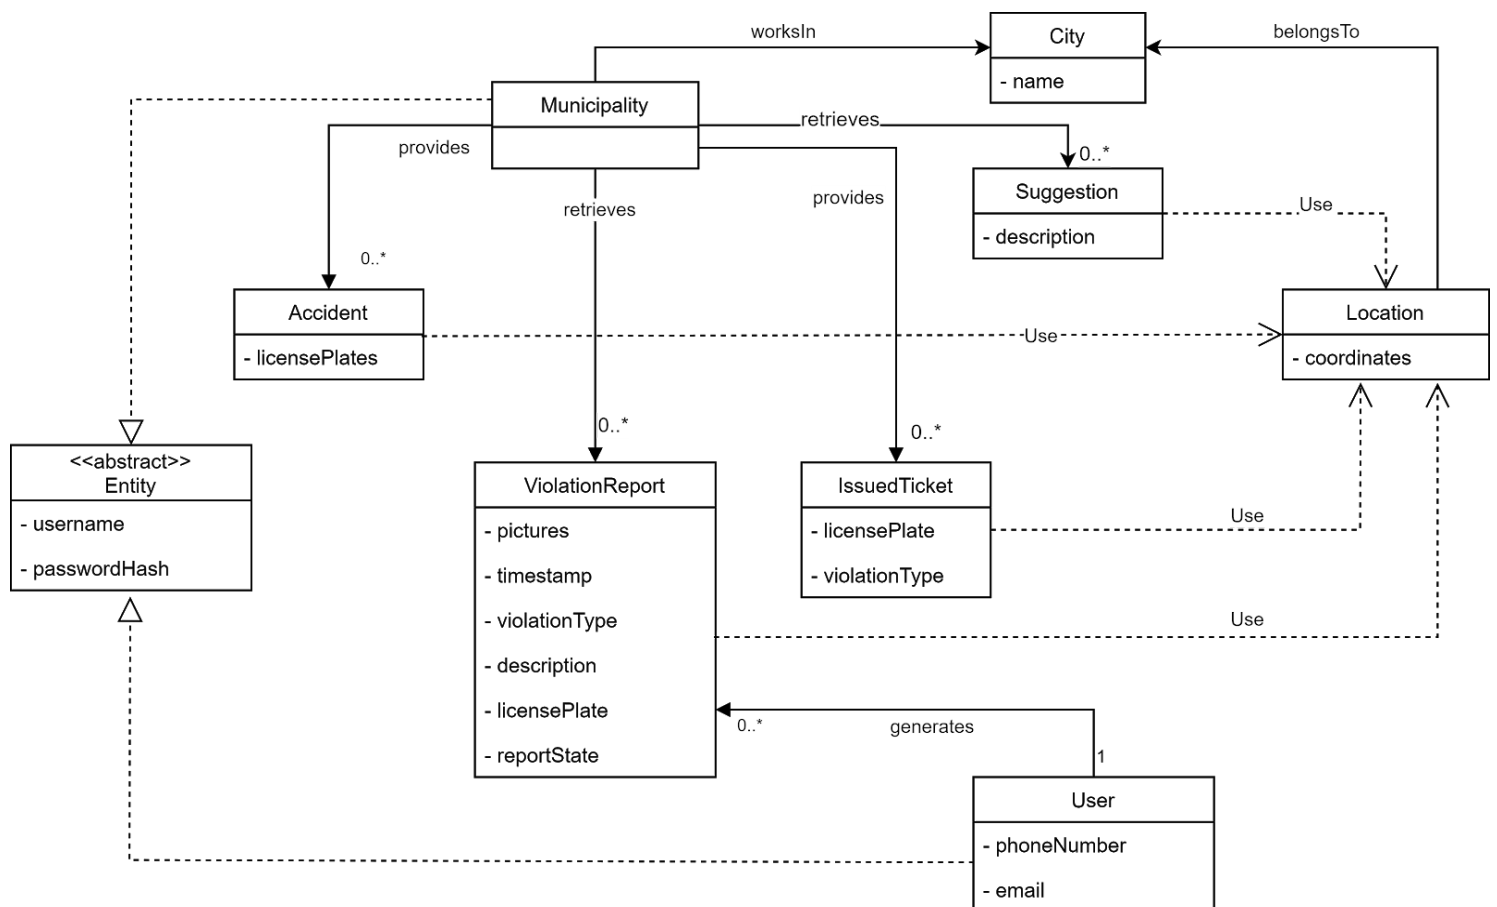 worksIn
City
- name
belongsTo
Municipality
provides
retrieves
0..*
Suggestion
- description
Use
retrieves
provides
0..*
Accident
- licensePlates
Use
Location
- coordinates
0..*
0..*
<<abstract>>
Entity
- username
- passwordHash
ViolationReport
- pictures
- timestamp
- violationType
- description
- licensePlate
- reportState
IssuedTicket
- licensePlate
- violationType
Use
Use
0..*
generates
1
User
- phoneNumber
- email